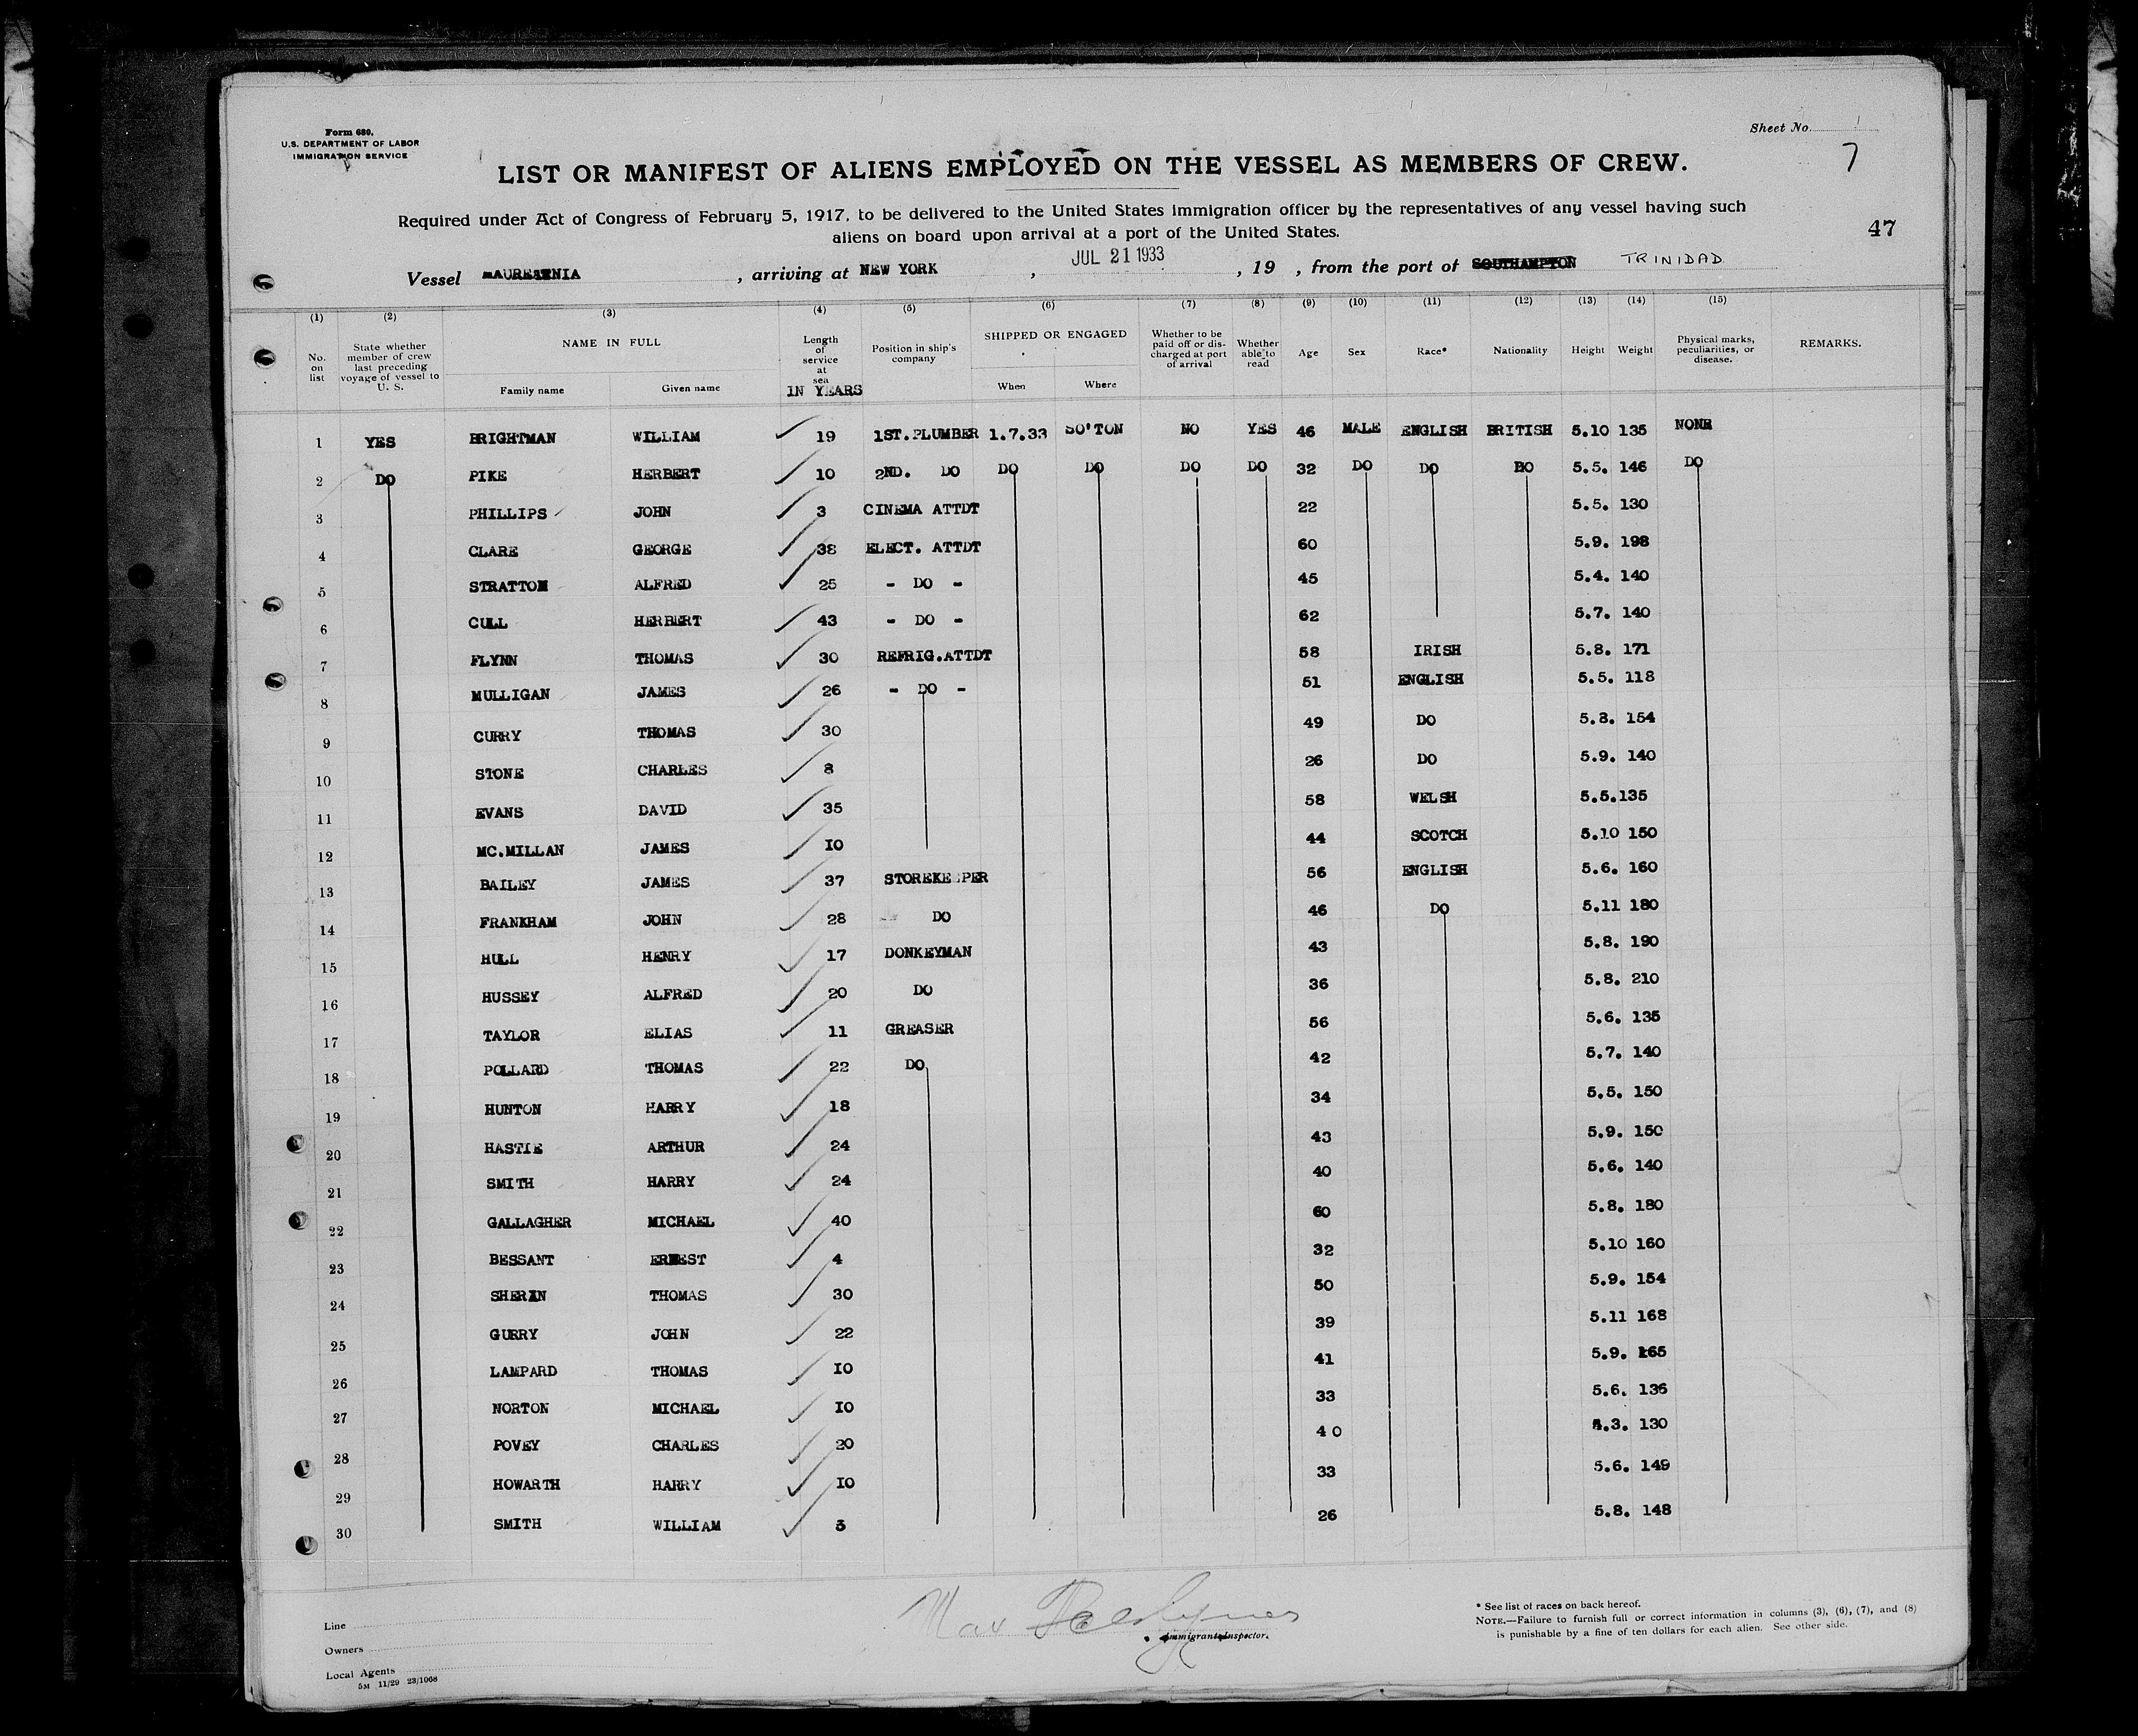 Form 680.
U.S. DEPARTMENT OF LABOR
IMMIGRATION SERVICE
Sheet No.
7
LIST OR MANIFEST OF ALIENS EMPLOYED ON THE VESSEL AS MEMBERS OF CREW.
Required under Act of Congress of February 5, 1917, to be delivered to the United States immigration officer by the representatives of any vessel having such
aliens on board upon arrival at a port of the United States.
47
Vessel MAURETENIA , arriving at NEW YORK , JUL 21 1933 , 19 , from the port of SOUTHAMPTON TRINIDAD
(1) (2) (3) (4) (5) (6) (7) (8) (9) (10) (11) (12) (13) (14) (15)
No. on list State whether member of crew last preceding voyage of vessel to U. S. NAME IN FULL Family name Given name Length of service at sea IN YEARS Position in ship's company SHIPPED OR ENGAGED When Where Whether to be paid off or dis-charged at port of arrival Whether able to read Age Sex Race* Nationality Height Weight Physical marks, peculiarities, or disease. REMARKS.
1 YES BRIGHTMAN WILLIAM 19 1ST.PLUMBER 1.7.33 SO'TON NO YES 46 MALE ENGLISH BRITISH 5.10 135 NONE
2 DO PIKE HERBERT 10 2ND. DO DO DO DO DO 32 DO DO DO 5.5. 146 DO
3 PHILLIPS JOHN 3 CINEMA ATTDT 22 5.5. 130
4 CLARE GEORGE 38 ELECT. ATTDT 60 5.9. 198
5 STRATTON ALFRED 25 - DO - 45 5.4. 140
6 CULL HERBERT 43 - DO - 62 5.7. 140
7 FLYNN THOMAS 30 REFRIG.ATTDT 58 IRISH 5.8. 171
8 MULLIGAN JAMES 26 - DO - 51 ENGLISH 5.5. 118
9 CURRY THOMAS 30 49 DO 5.8. 154
10 STONE CHARLES 8 26 DO 5.9. 140
11 EVANS DAVID 35 58 WELSH 5.5.135
12 MC.MILLAN JAMES 10 44 SCOTCH 5.10 150
13 BAILEY JAMES 37 STOREKEEPER 56 ENGLISH 5.6. 160
14 FRANKHAM JOHN 28 DO 46 DO 5.11 180
15 HULL HENRY 17 DONKEYMAN 43 5.8. 190
16 HUSSEY ALFRED 20 DO 36 5.8. 210
17 TAYLOR ELIAS 11 GREASER 56 5.6. 135
18 POLLARD THOMAS 22 DO 42 5.7. 140
19 HUNTON HARRY 18 34 5.5. 150
20 HASTIE ARTHUR 24 43 5.9. 150
21 SMITH HARRY 24 40 5.6. 140
22 GALLAGHER MICHAEL 40 60 5.8. 180
23 BESSANT ERNEST 4 32 5.10 160
24 SHERIN THOMAS 30 50 5.9. 154
25 GURRY JOHN 22 39 5.11 168
26 LAMPARD THOMAS 10 41 5.9. 165
27 NORTON MICHAEL 10 33 5.6. 136
28 POVEY CHARLES 20 40 130
29 HOWARTH HARRY 10 33 5.6. 149
30 SMITH WILLIAM 3 26 5.8. 148
Line
Owners
Local Agents
5M 11/29 23/1068
Max
Immigrant Inspector.
* See list of races on back hereof.
NOTE.—Failure to furnish full or correct information in columns (3), (6), (7), and (8)
is punishable by a fine of ten dollars for each alien. See other side.